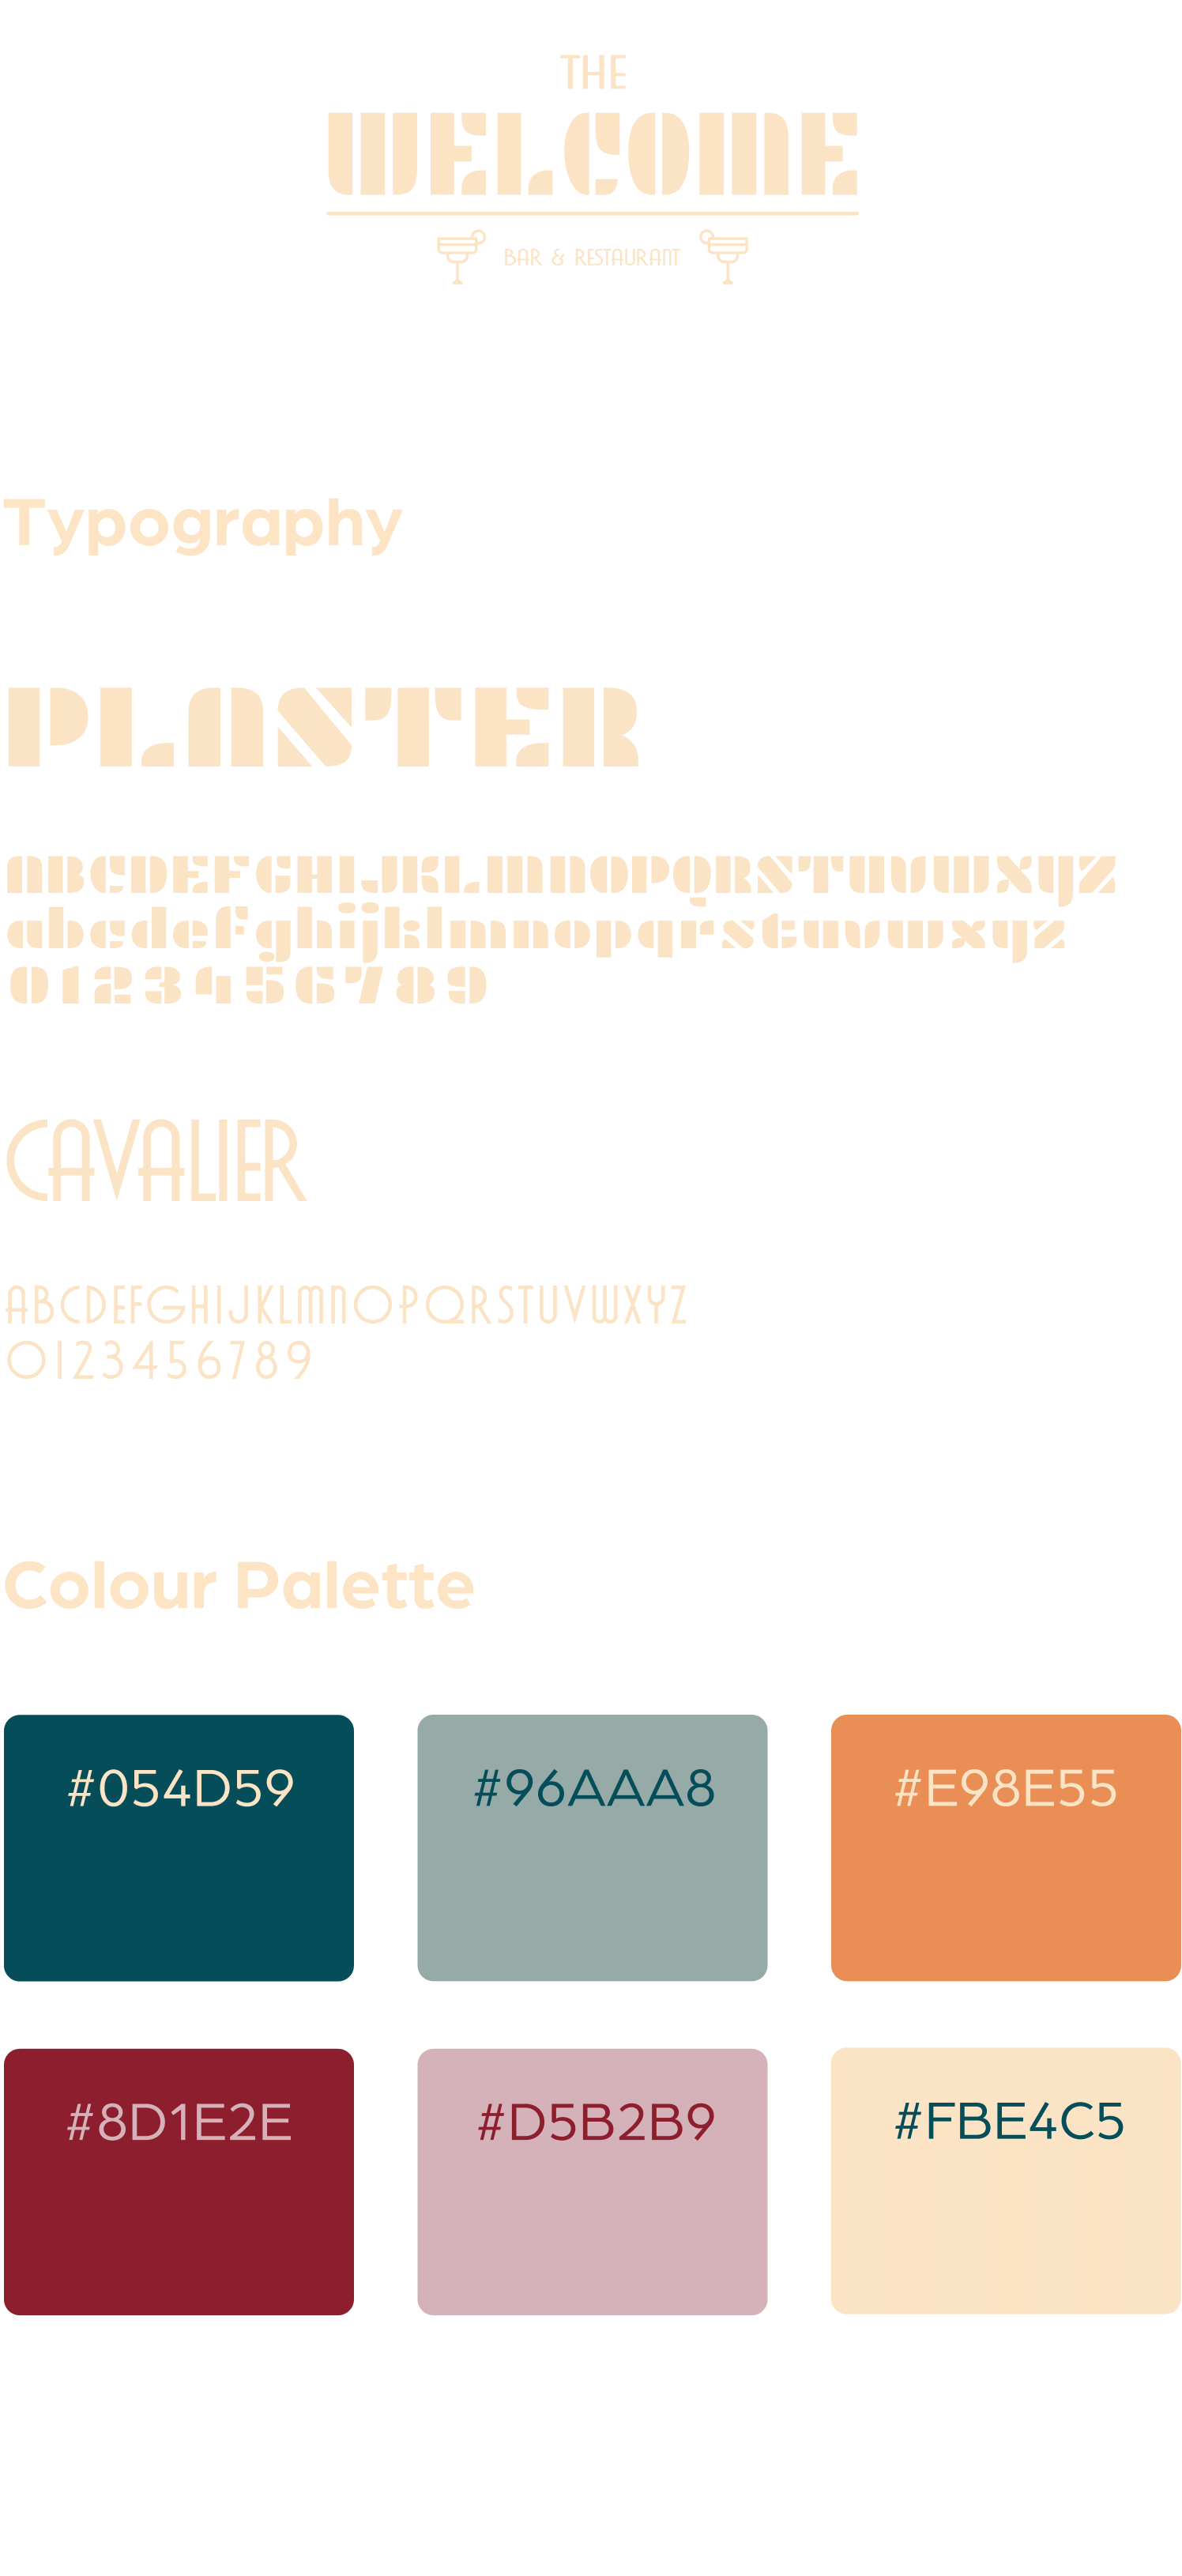 THE
WELCOME
BAR & RESTAURANT
Typography
PLASTER
ABCDEFGHIJKLMNOPQRSTUVWXYZ
abcdefghijklmnopqrstuvwxyz
0123456789
CAVALIER
ABCDEFGHIJKLMNOPQRSTUVWXYZ
0123456789
Colour Palette
#054D59
#96AAA8
#E98E55
#8D1E2E
#D5B2B9
#FBE4C5